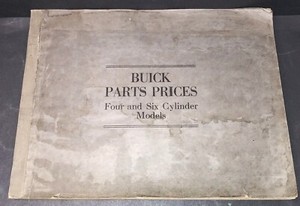 BUICK
PARTS PRICES
Four and Six Cylinder
Models